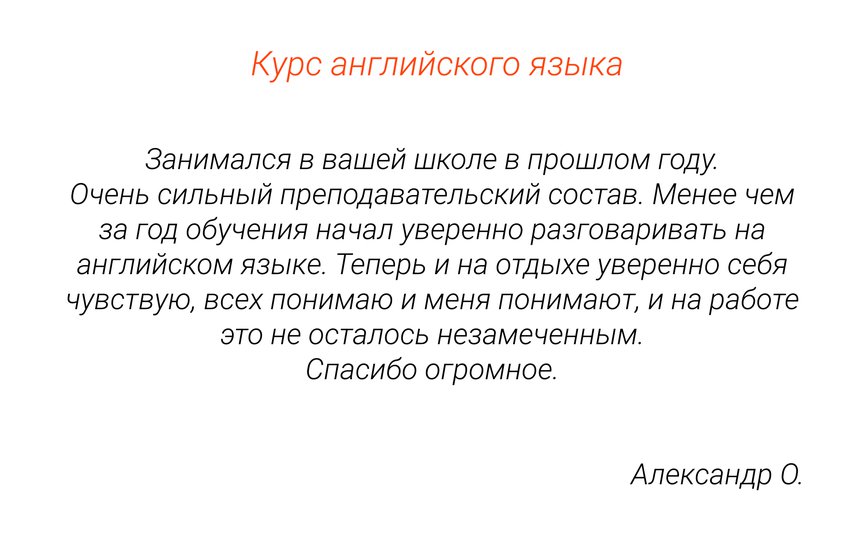 Курс английского языка
Занимался в вашей школе в прошлом году.
Очень сильный преподавательский состав. Менее чем
за год обучения начал уверенно разговаривать на
английском языке. Теперь и на отдыхе уверенно себя
чувствую, всех понимаю и меня понимают, и на работе
это не осталось незамеченным.
Спасибо огромное.
Александр О.